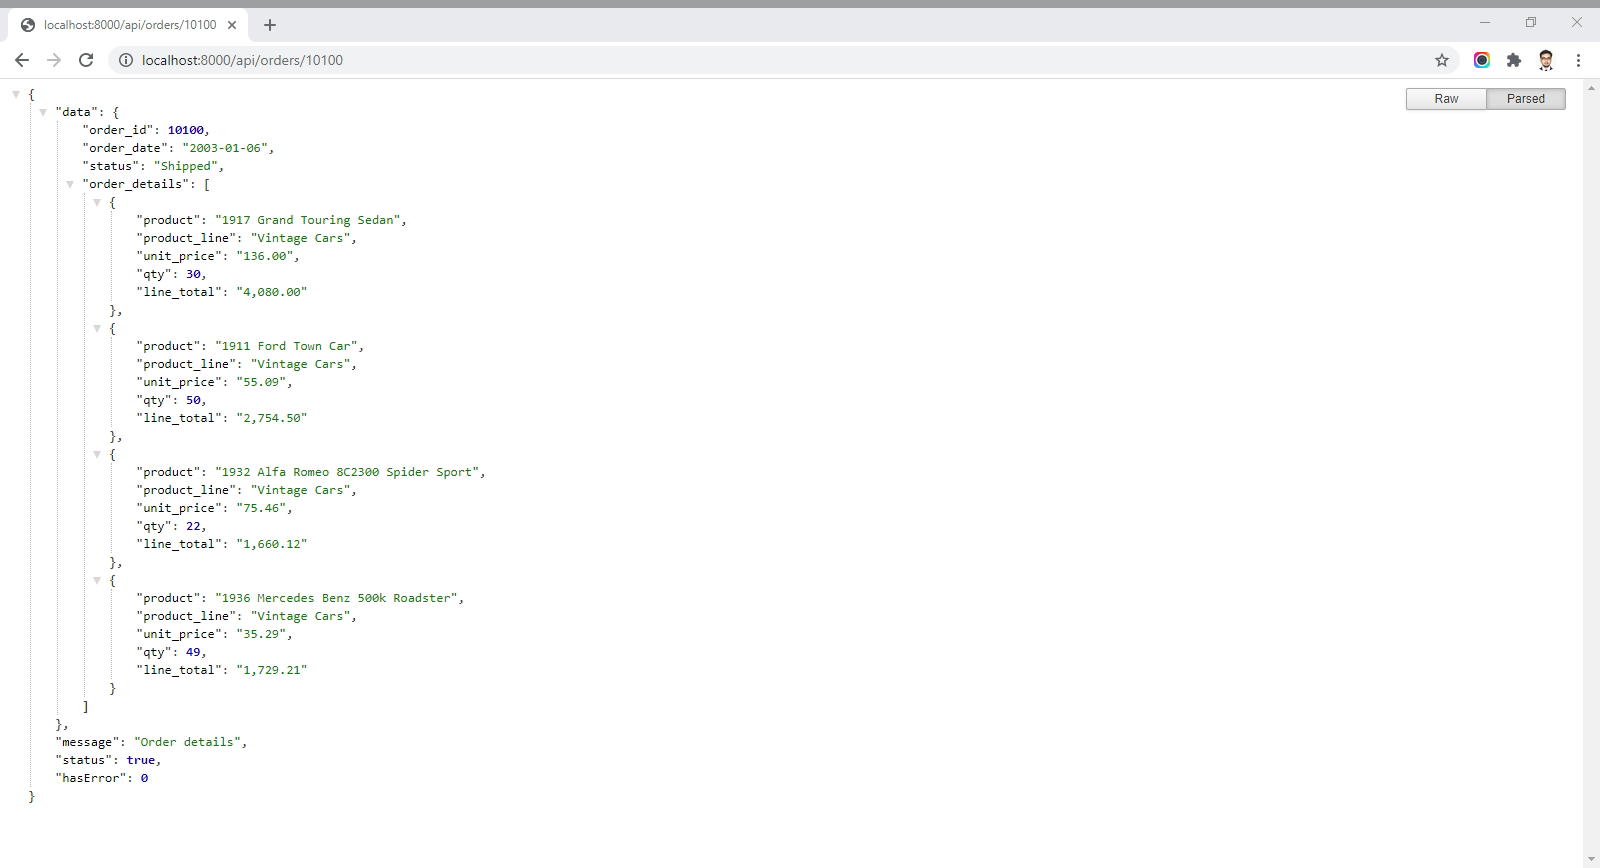 localhost:8000/api/orders/10100
localhost:8000/api/orders/10100
Raw Parsed
{
"data": {
"order_id": 10100,
"order_date": "2003-01-06",
"status": "Shipped",
"order_details": [
{
"product": "1917 Grand Touring Sedan",
"product_line": "Vintage Cars",
"unit_price": "136.00",
"qty": 30,
"line_total": "4,080.00"
},
{
"product": "1911 Ford Town Car",
"product_line": "Vintage Cars",
"unit_price": "55.09",
"qty": 50,
"line_total": "2,754.50"
},
{
"product": "1932 Alfa Romeo 8C2300 Spider Sport",
"product_line": "Vintage Cars",
"unit_price": "75.46",
"qty": 22,
"line_total": "1,660.12"
},
{
"product": "1936 Mercedes Benz 500k Roadster",
"product_line": "Vintage Cars",
"unit_price": "35.29",
"qty": 49,
"line_total": "1,729.21"
}
]
},
"message": "Order details",
"status": true,
"hasError": 0
}